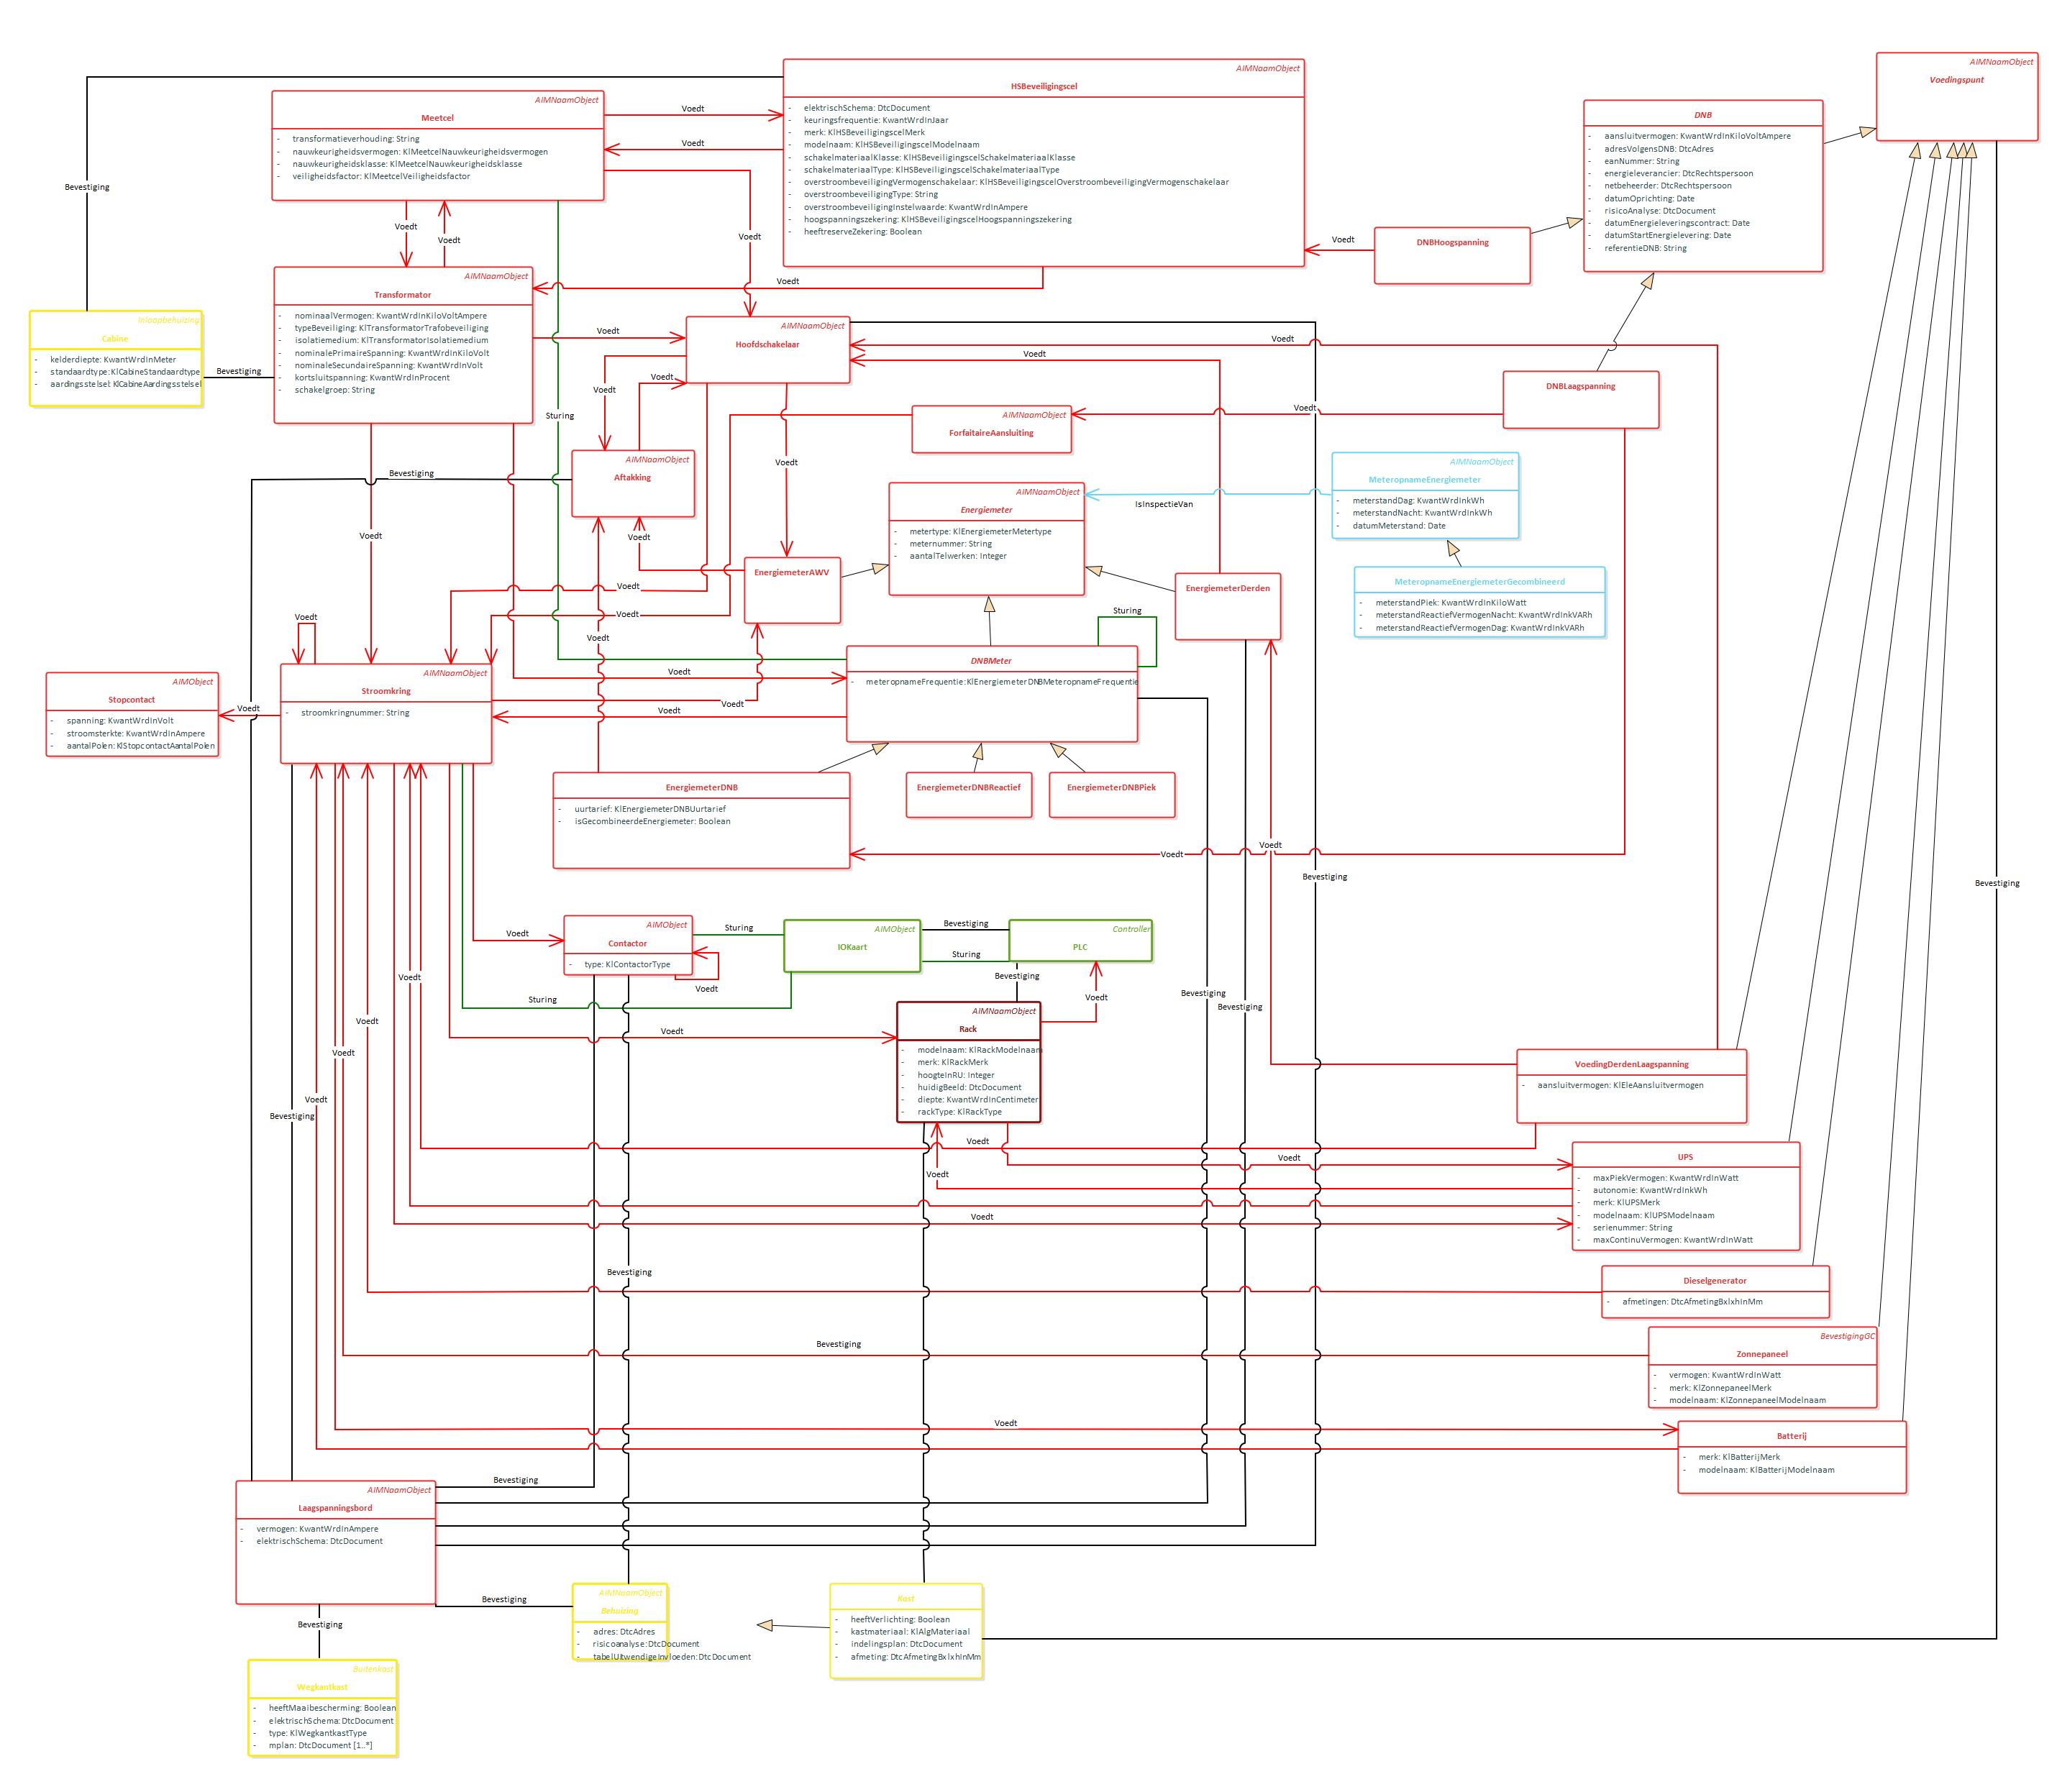 AIMNaamObject
HSBeveiligingscel
- elektrischSchema: DtcDocument
- keuringsfrequentie: KwantWrdInJaar
- merk: KlHSBeveiligingscelMerk
- modelnaam: KlHSBeveiligingscelModelnaam
- schakelmateriaalKlasse: KlHSBeveiligingscelSchakelmateriaalKlasse
- schakelmateriaalType: KlHSBeveiligingscelSchakelmateriaalType
- overstroombeveiligingVermogenschakelaar: KlHSBeveiligingscelOverstroombeveiligingVermogenschakelaar
- overstroombeveiligingType: String
- overstroombeveiligingInstelwaarde: KwantWrdInAmpere
- hoogspanningszekering: KlHSBeveiligingscelHoogspanningszekering
- heeftreserveZekering: Boolean
AIMNaamObject
Voedingspunt
AIMNaamObject
Meetcel
- transformatieverhouding: String
- nauwkeurigheidsvermogen: KlMeetcelNauwkeurigheidsvermogen
- nauwkeurigheidsklasse: KlMeetcelNauwkeurigheidsklasse
- veiligheidsfactor: KlMeetcelVeiligheidsfactor
Voedt
Voedt
Voedt
Voedt
Voedt
Bevestiging
DNB
- aansluitvermogen: KwantWrdInKiloVoltAmpere
- adresVolgensDNB: DtcAdres
- eanNummer: String
- energieleverancier: DtcRechtspersoon
- netbeheerder: DtcRechtspersoon
- datumOprichting: Date
- risicoAnalyse: DtcDocument
- datumEnergieleveringscontract: Date
- datumStartEnergielevering: Date
- referentieDNB: String
DNBHoogspanning
Voedt
AIMNaamObject
Transformator
- nominaalVermogen: KwantWrdInKiloVoltAmpere
- typeBeveiliging: KlTransformatorTrafobeveiliging
- isolatiemedium: KlTransformatorIsolatiemedium
- nominalePrimaireSpanning: KwantWrdInKiloVolt
- nominaleSecundaireSpanning: KwantWrdInVolt
- kortsluitspanning: KwantWrdInProcent
- schakelgroep: String
Voedt
Inloopbehuizing
Cabine
- kelderdiepte: KwantWrdInMeter
- standaardtype: KlCabineStandaardtype
- aardingsstelsel: KlCabineAardingsstelsel
Bevestiging
Voedt
AIMNaamObject
Hoofdschakelaar
Voedt
Voedt
Voedt
Voedt
Sturing
DNBLaagspanning
AIMNaamObject
ForfaitaireAansluiting
Voedt
Voedt
AIMNaamObject
Aftakking
Bevestiging
Voedt
Voedt
AIMNaamObject
Energiemeter
- metertype: KlEnergiemeterMetertype
- meternummer: String
- aantalTelwerken: Integer
IsInspectieVan
AIMNaamObject
MeteropnameEnergiemeter
- meterstandDag: KwantWrdInkWh
- meterstandNacht: KwantWrdInkWh
- datumMeterstand: Date
MeteropnameEnergiemeterGecombineerd
- meterstandPiek: KwantWrdInKiloWatt
- meterstandReactiefVermogenNacht: KwantWrdInkVARh
- meterstandReactiefVermogenDag: KwantWrdInkVARh
EnergiemeterAWV
EnergiemeterDerden
Voedt
Voedt
Voedt
Voedt
Sturing
AIMNaamObject
Stroomkring
- stroomkringnummer: String
DNBMeter
- meteropnameFrequentie: KlEnergiemeterDNBMeteropnameFrequentie
Voedt
Voedt
Voedt
AIMObject
Stopcontact
- spanning: KwantWrdInVolt
- stroomsterkte: KwantWrdInAmpere
- aantalPolen: KlStopcontactAantalPolen
Voedt
EnergiemeterDNB
- uurtarief: KlEnergiemeterDNBUurtarief
- isGecombineerdeEnergiemeter: Boolean
EnergiemeterDNBReactief
EnergiemeterDNBPiek
Voedt
Voedt
Bevestiging
Bevestiging
AIMObject
Contactor
- type: KlContactorType
Voedt
Voedt
Sturing
AIMObject
IOKaart
Bevestiging
Sturing
Controller
PLC
Bevestiging
Voedt
Voedt
Sturing
Bevestiging
Bevestiging
AIMNaamObject
Rack
- modelnaam: KlRackModelnaam
- merk: KlRackMerk
- hoogteInRU: Integer
- huidigBeeld: DtcDocument
- diepte: KwantWrdInCentimeter
- rackType: KlRackType
Voedt
Voedt
Voedt
Voedt
Bevestiging
VoedingDerdenLaagspanning
- aansluitvermogen: KlEleAansluitvermogen
Voedt
Voedt
Voedt
UPS
- maxPiekVermogen: KwantWrdInWatt
- autonomie: KwantWrdInkWh
- merk: KlUPSMerk
- modelnaam: KlUPSModelnaam
- serienummer: String
- maxContinuVermogen: KwantWrdInWatt
Voedt
Bevestiging
Dieselgenerator
- afmetingen: DtcAfmetingBxlxhInMm
Bevestiging
BevestigingGC
Zonnepaneel
- vermogen: KwantWrdInWatt
- merk: KlZonnepaneelMerk
- modelnaam: KlZonnepaneelModelnaam
Voedt
Batterij
- merk: KlBatterijMerk
- modelnaam: KlBatterijModelnaam
AIMNaamObject
Laagspanningsbord
- vermogen: KwantWrdInAmpere
- elektrischSchema: DtcDocument
Bevestiging
Bevestiging
Bevestiging
AIMNaamObject
Behuizing
- adres: DtcAdres
- risicoanalyse: DtcDocument
- tabelUitwendigeInvloeden: DtcDocument
Kast
- heeftVerlichting: Boolean
- kastmateriaal: KlAlgMateriaal
- indelingsplan: DtcDocument
- afmeting: DtcAfmetingBxlxhInMm
Buitenkast
Wegkantkast
- heeftMaaibescherming: Boolean
- elektrischSchema: DtcDocument
- type: KlWegkantkastType
- mplan: DtcDocument [1..*]